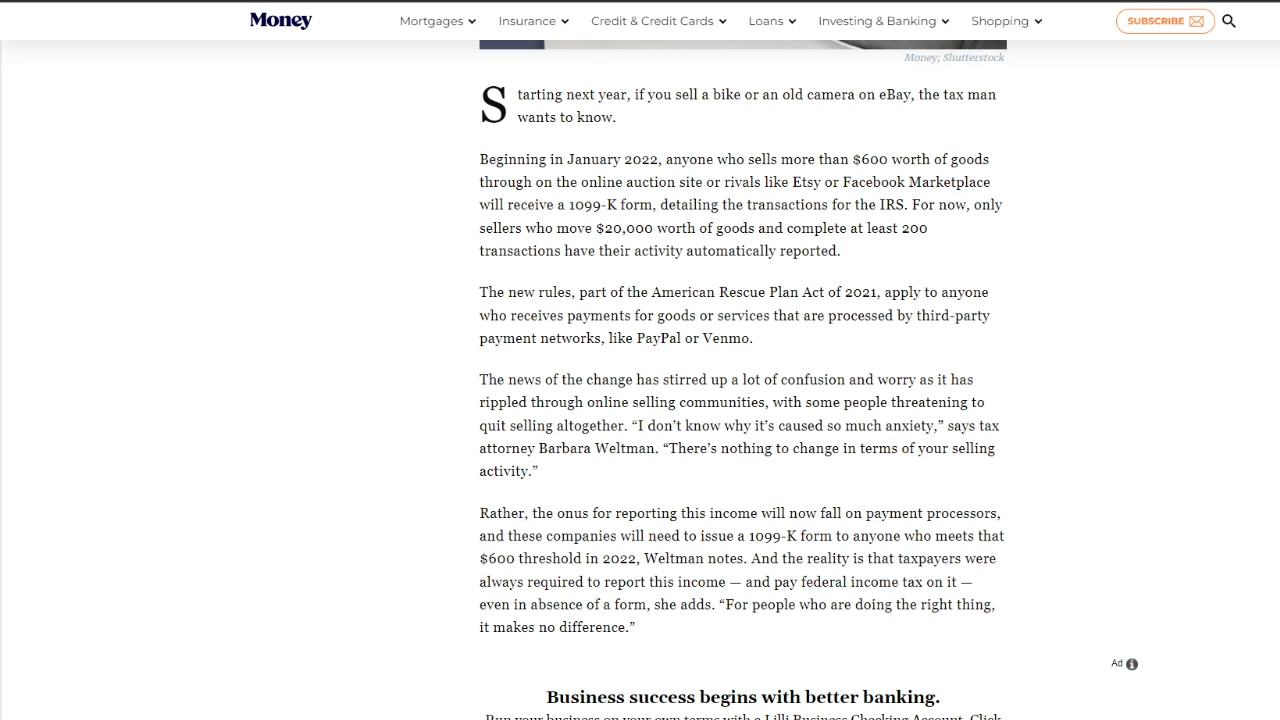 Money
Mortgages
Insurance
Credit & Credit Cards
Loans
Investing & Banking
Shopping
SUBSCRIBE
Money; Shutterstock
Starting next year, if you sell a bike or an old camera on eBay, the tax man
wants to know.
Beginning in January 2022, anyone who sells more than $600 worth of goods
through on the online auction site or rivals like Etsy or Facebook Marketplace
will receive a 1099-K form, detailing the transactions for the IRS. For now, only
sellers who move $20,000 worth of goods and complete at least 200
transactions have their activity automatically reported.
The new rules, part of the American Rescue Plan Act of 2021, apply to anyone
who receives payments for goods or services that are processed by third-party
payment networks, like PayPal or Venmo.
The news of the change has stirred up a lot of confusion and worry as it has
rippled through online selling communities, with some people threatening to
quit selling altogether. “I don’t know why it’s caused so much anxiety,” says tax
attorney Barbara Weltman. “There’s nothing to change in terms of your selling
activity.”
Rather, the onus for reporting this income will now fall on payment processors,
and these companies will need to issue a 1099-K form to anyone who meets that
$600 threshold in 2022, Weltman notes. And the reality is that taxpayers were
always required to report this income — and pay federal income tax on it —
even in absence of a form, she adds. “For people who are doing the right thing,
it makes no difference.”
Ad
Business success begins with better banking.
Run your business on your own terms with a Lilli Business Checking Account. Click